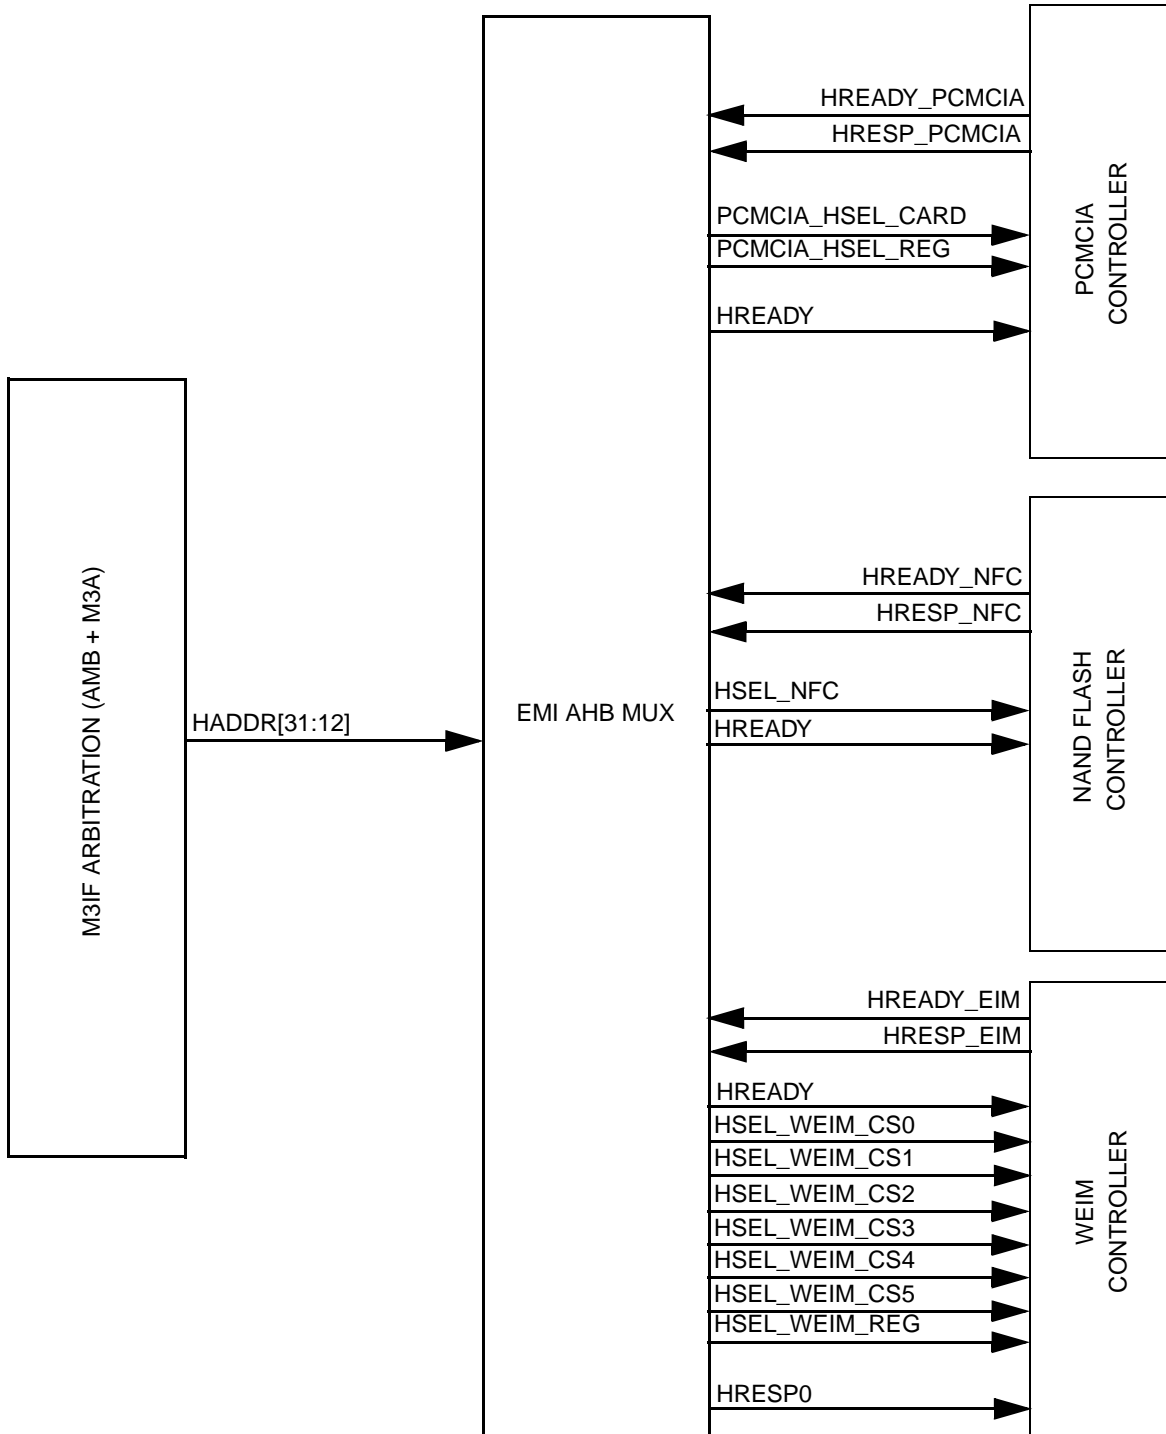 HREADY_PCMCIA
HRESP_PCMCIA
PCMCIA_HSEL_CARD
PCMCIA_HSEL_REG
HREADY
PCMCIA
CONTROLLER
M3IF ARBITRATION (AMB + M3A)
HADDR[31:12]
EMI AHB MUX
HREADY_NFC
HRESP_NFC
HSEL_NFC
HREADY
NAND FLASH
CONTROLLER
HREADY_EIM
HRESP_EIM
HREADY
HSEL_WEIM_CS0
HSEL_WEIM_CS1
HSEL_WEIM_CS2
HSEL_WEIM_CS3
HSEL_WEIM_CS4
HSEL_WEIM_CS5
HSEL_WEIM_REG
HRESP0
WEIM
CONTROLLER